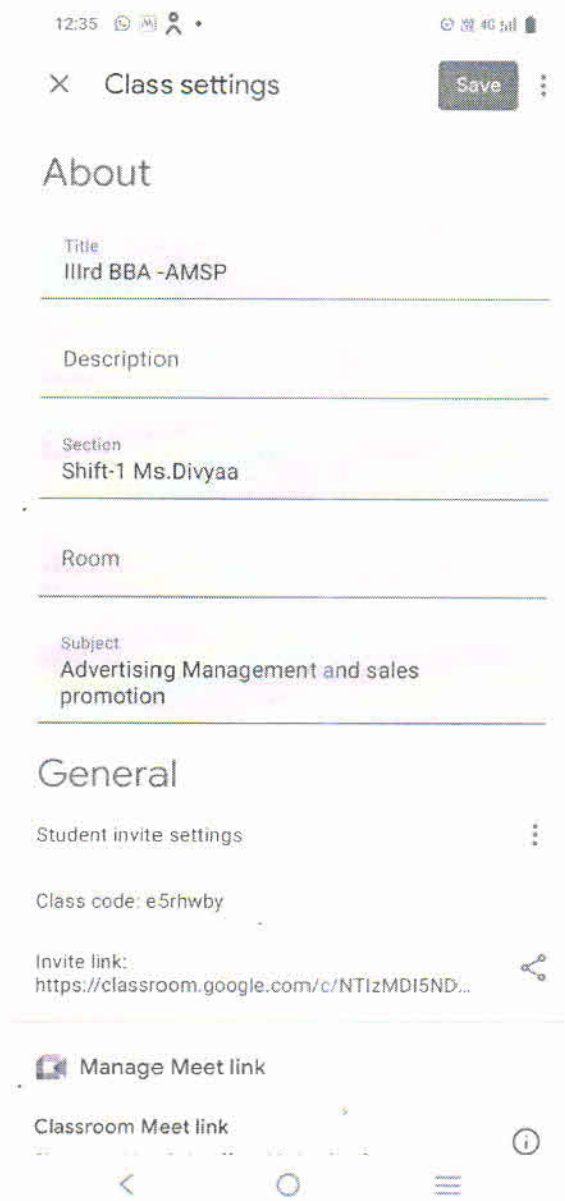 12:35
4G
Class settings
Save
About
Title
IIIrd BBA -AMSP
Description
Section
Shift-1 Ms.Divyaa
Room
Subject
Advertising Management and sales
promotion
General
Student invite settings
Class code: e5rhwby
Invite link:
https://classroom.google.com/c/NTIzMDI5ND...
Manage Meet link
Classroom Meet link